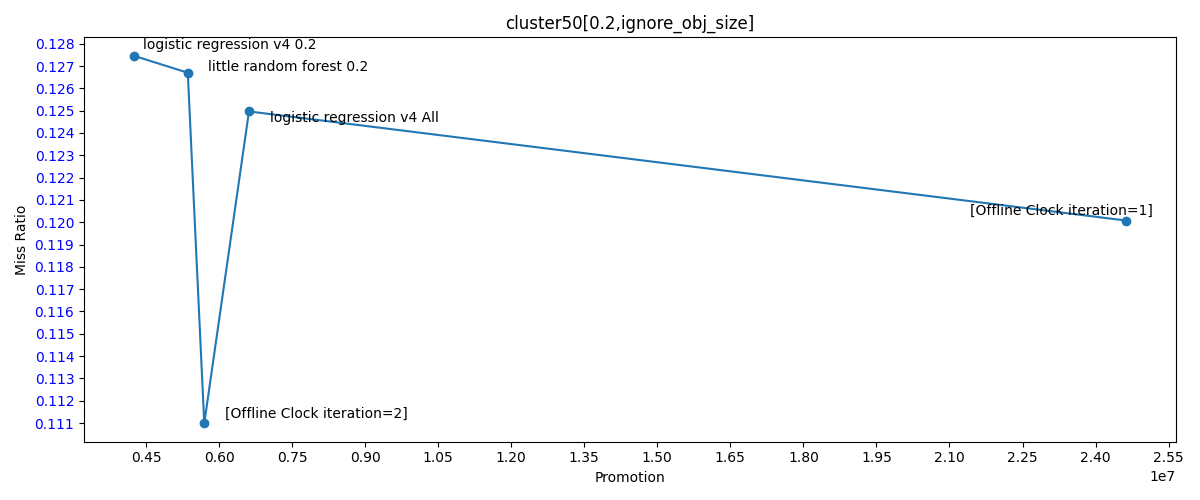 cluster50[0.2,ignore_obj_size]
0.128
0.127
0.126
0.125
0.124
0.123
0.122
0.121
0.120
0.119
0.118
0.117
0.116
0.115
0.114
0.113
0.112
0.111
Miss Ratio
logistic regression v4 0.2
little random forest 0.2
logistic regression v4 All
[Offline Clock iteration=1]
[Offline Clock iteration=2]
0.45 0.60 0.75 0.90 1.05 1.20 1.35 1.50 1.65 1.80 1.95 2.10 2.25 2.40 2.55
1e7
Promotion